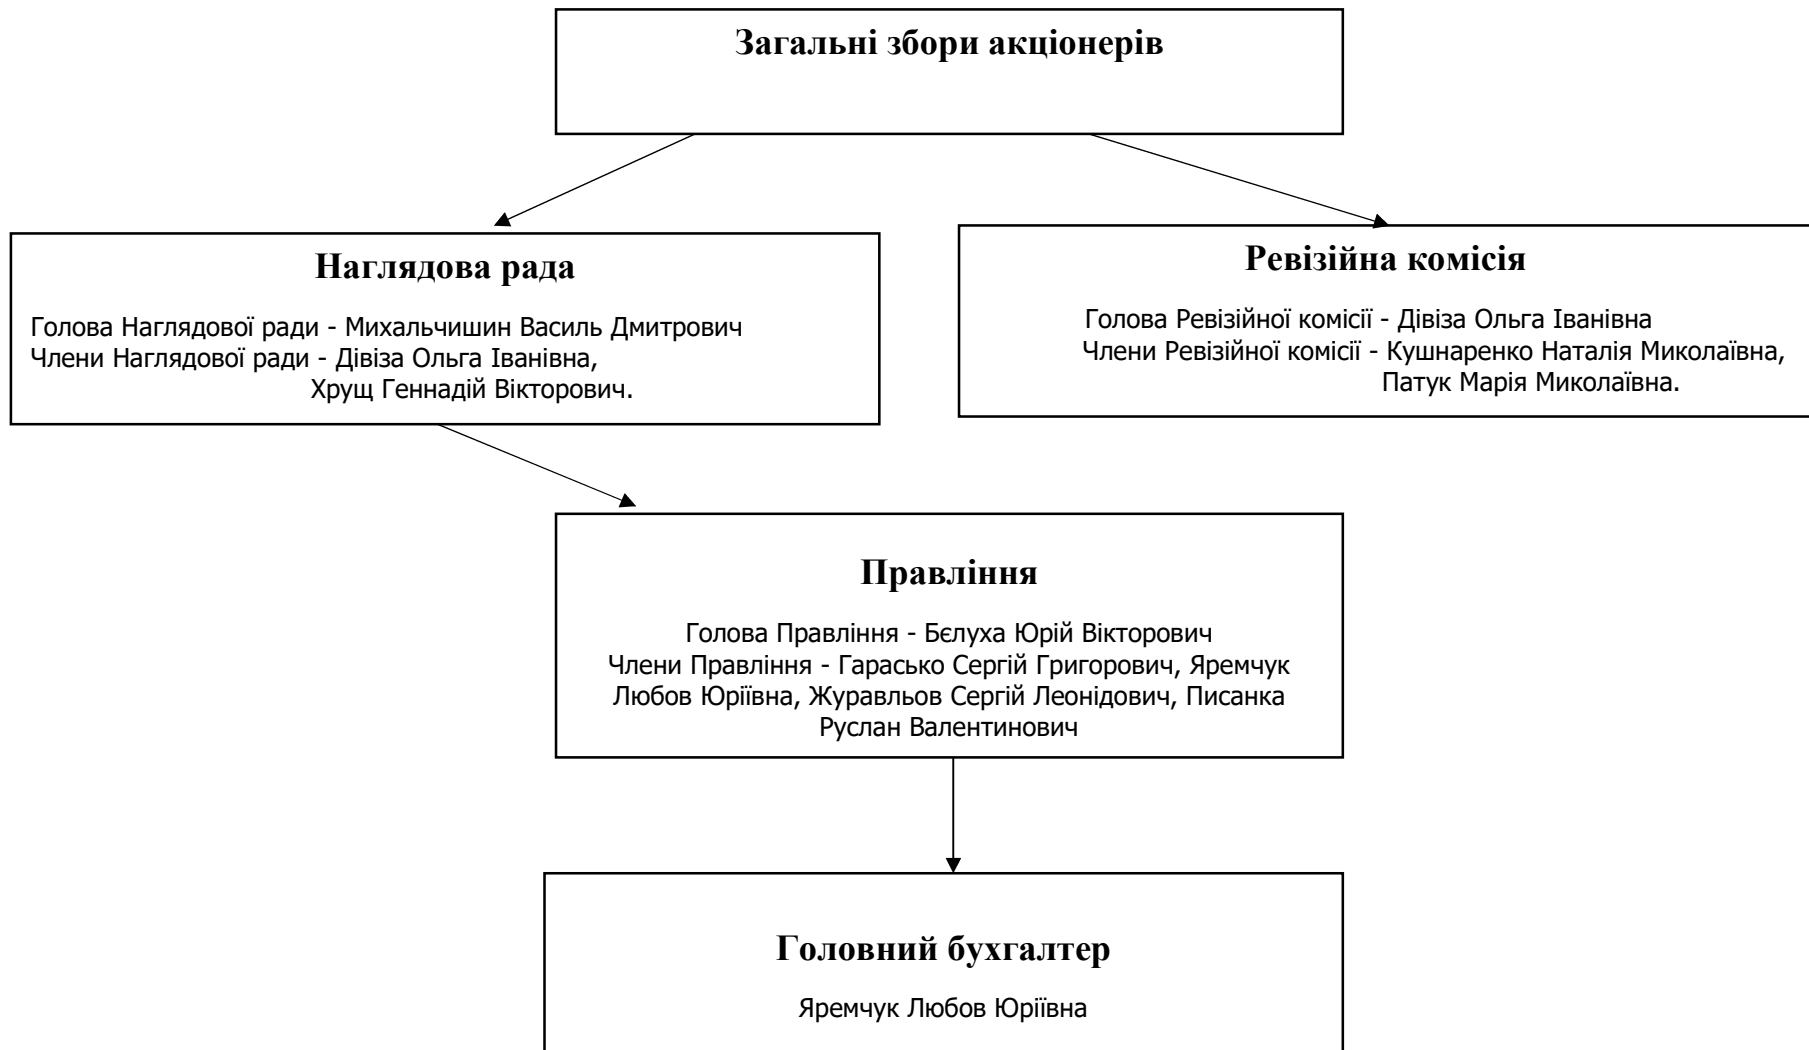 Загальні збори акціонерів
Наглядова рада
Голова Наглядової ради - Михальчишин Василь Дмитрович
Члени Наглядової ради - Дівіза Ольга Іванівна,
Хрущ Геннадій Вікторович.
Ревізійна комісія
Голова Ревізійної комісії - Дівіза Ольга Іванівна
Члени Ревізійної комісії - Кушнаренко Наталія Миколаївна,
Патук Марія Миколаївна.
Правління
Голова Правління - Бєлуха Юрій Вікторович
Члени Правління - Гарасько Сергій Григорович, Яремчук
Любов Юріївна, Журавльов Сергій Леонідович, Писанка
Руслан Валентинович
Головний бухгалтер
Яремчук Любов Юріївна